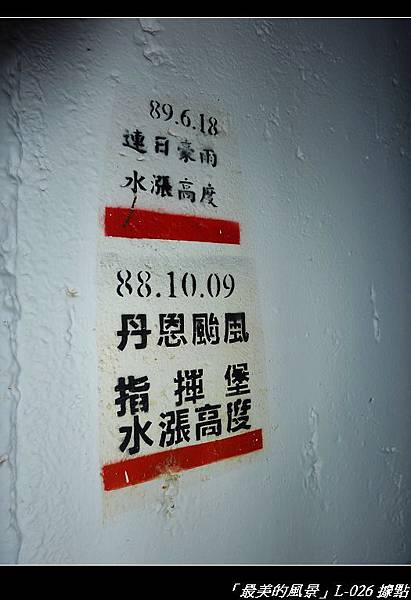 89.6.18
連日豪雨
水漲高度
88.10.09
丹恩颱風
指揮堡
水漲高度
「最美的風景」L-026 據點